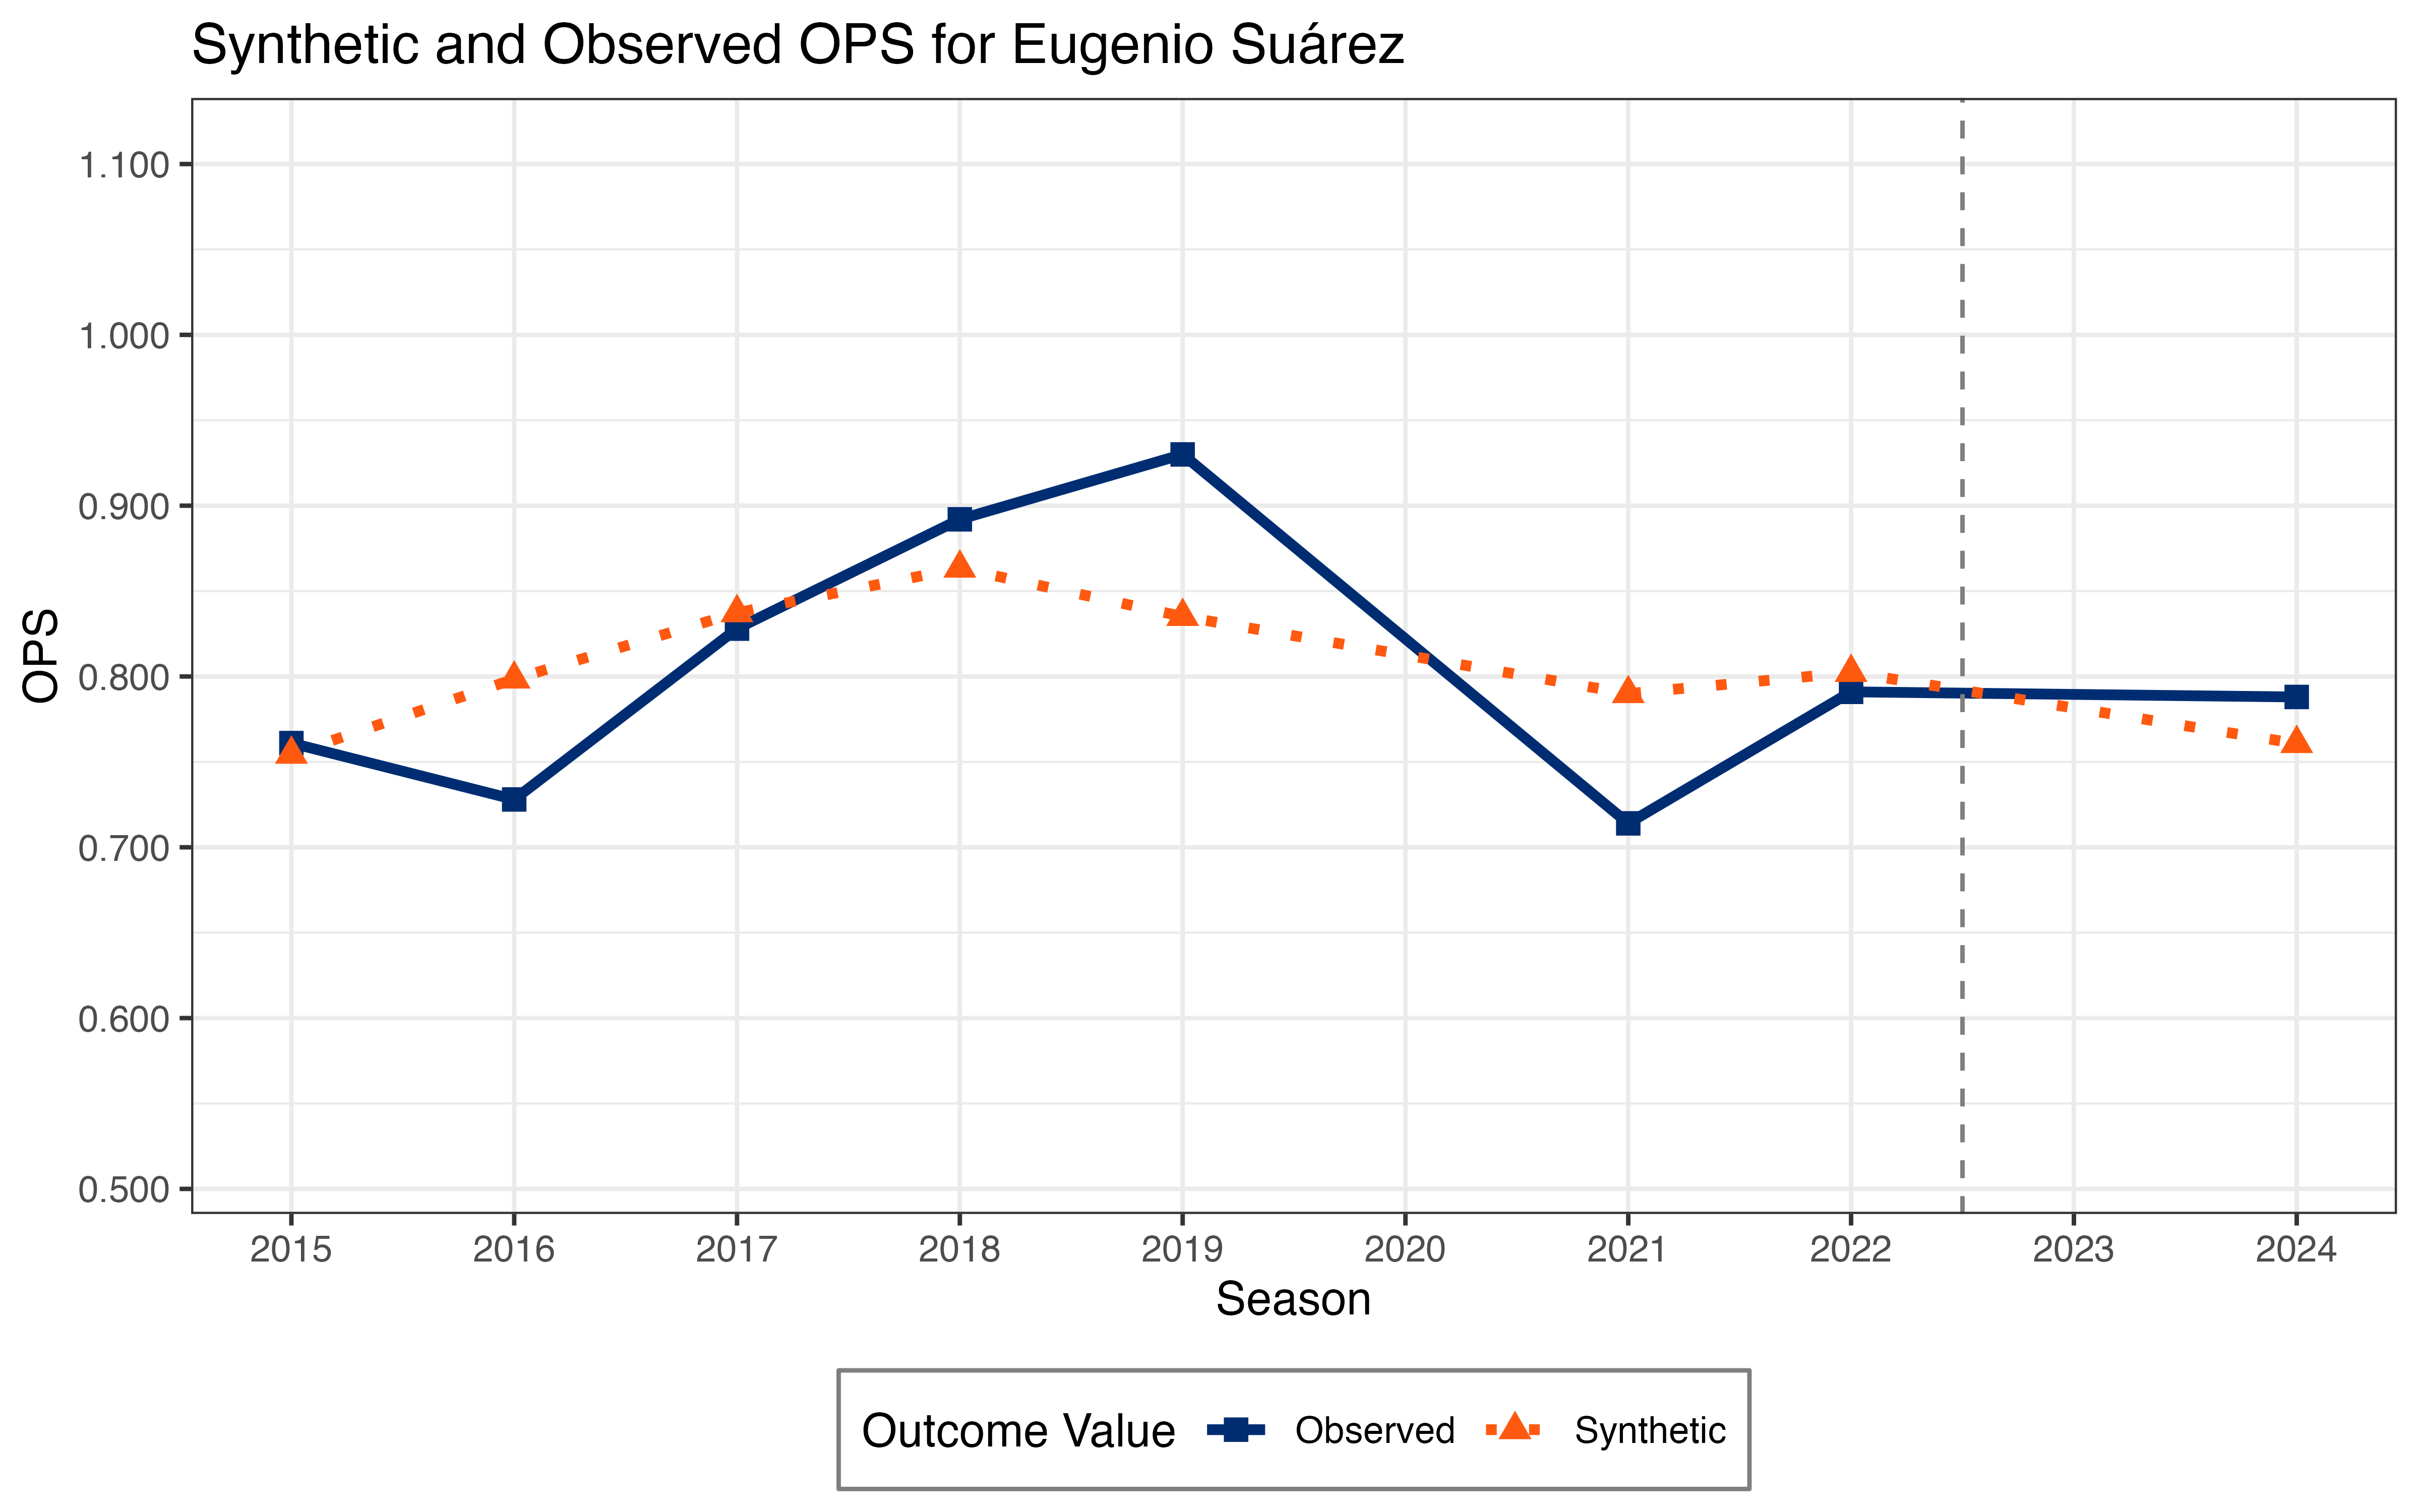 Synthetic and Observed OPS for Eugenio Suárez
OPS
1.100
1.000
0.900
0.800
0.700
0.600
0.500
2015 2016 2017 2018 2019 2020 2021 2022 2023 2024
Season
Outcome Value Observed Synthetic